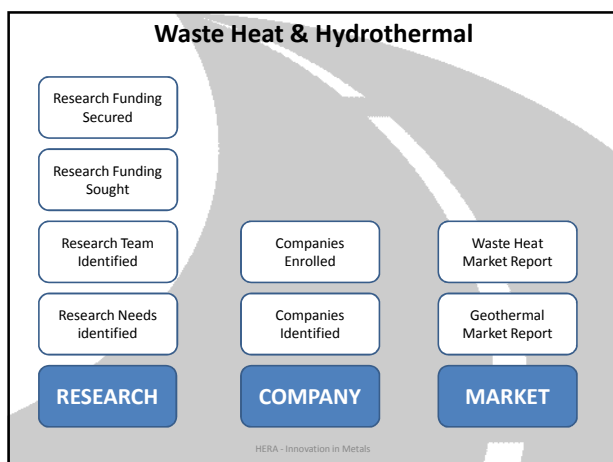 Waste Heat & Hydrothermal
Research Funding
Secured
Research Funding
Sought
Research Team
Identified
Companies
Enrolled
Waste Heat
Market Report
Research Needs
identified
Companies
Identified
Geothermal
Market Report
RESEARCH
COMPANY
MARKET
HERA - Innovation in Metals